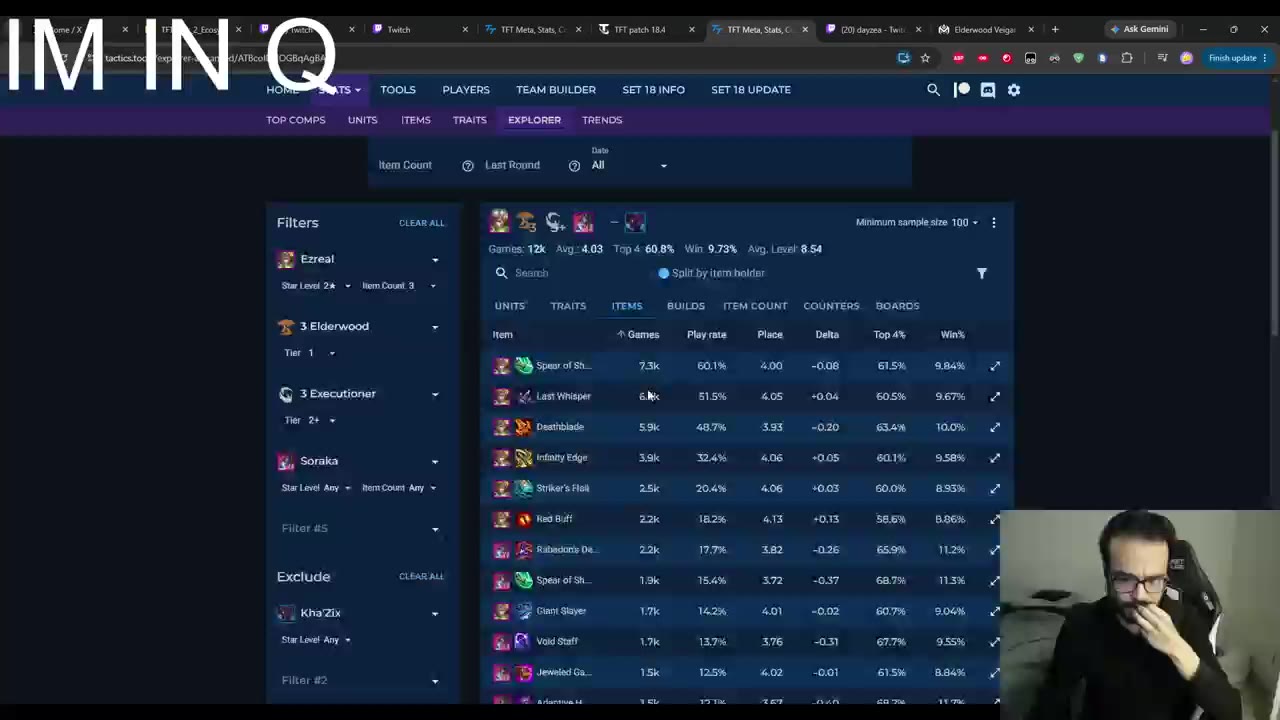 IM IN Q
Twitch
TFT Meta, Stats, C
TFT patch 18.4
TFT Meta, Stats, C
(20) dayzea - Twit
Elderwood Veigar
Ask Gemini
tactics.tools/explorer
Finish update
HOME
STATS
TOOLS
PLAYERS
TEAM BUILDER
SET 18 INFO
SET 18 UPDATE
TOP COMPS
UNITS
ITEMS
TRAITS
EXPLORER
TRENDS
Item Count
Last Round
Date
All
Filters
CLEAR ALL
Ezreal
Star Level 2★
Item Count 3
3 Elderwood
Tier 1
3 Executioner
Tier 2+
Soraka
Star Level Any
Item Count Any
Filter #5
Exclude
CLEAR ALL
Kha'Zix
Star Level Any
Filter #2
Minimum sample size 100
Games: 12k Avg.: 4.03 Top 4: 60.8% Win: 9.73% Avg. Level: 8.54
Search
Split by item holder
UNITS TRAITS ITEMS BUILDS ITEM COUNT COUNTERS BOARDS
Item Games Play rate Place Delta Top 4% Win%
Spear of Sh... 7.3k 60.1% 4.00 -0.08 61.5% 9.84%
Last Whisper 51.5% 4.05 +0.04 60.5% 9.67%
Deathblade 5.9k 48.7% 3.93 -0.20 63.4% 10.0%
Infinity Edge 3.9k 32.4% 4.06 +0.05 60.1% 9.58%
Striker's Flail 2.5k 20.4% 4.06 +0.03 60.0% 8.93%
Red Buff 2.2k 18.2% 4.13 +0.13 58.6% 8.86%
Rabadon's De... 2.2k 17.7% 3.82 -0.26 65.9% 11.2%
Spear of Sh... 1.9k 15.4% 3.72 -0.37 68.7% 11.3%
Giant Slayer 1.7k 14.2% 4.01 -0.02 60.7% 9.04%
Void Staff 1.7k 13.7% 3.76 -0.31 67.7% 9.55%
Jeweled Ga... 1.5k 12.5% 4.02 -0.01 61.5% 8.84%
Adaptive H...